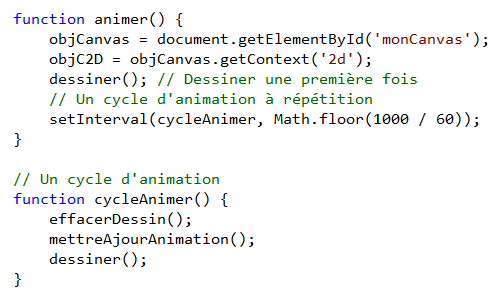 function animer() {
    objCanvas = document.getElementById('monCanvas');
    objC2D = objCanvas.getContext('2d');
    dessiner(); // Dessiner une première fois
    // Un cycle d'animation à répétition
    setInterval(cycleAnimer, Math.floor(1000 / 60));
}

// Un cycle d'animation
function cycleAnimer() {
    effacerDessin();
    mettreAjourAnimation();
    dessiner();
}